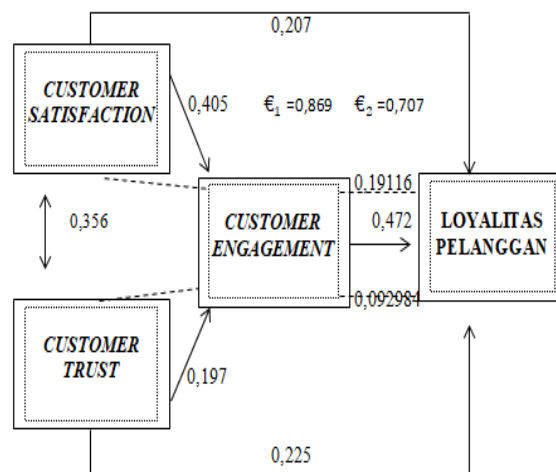 0,207
CUSTOMER
SATISFACTION
0,405
€1 =0,869 €2 =0,707
0,19116
0,356
CUSTOMER
ENGAGEMENT
0,472
LOYALITAS
PELANGGAN
0,092984
CUSTOMER
TRUST
0,197
0,225